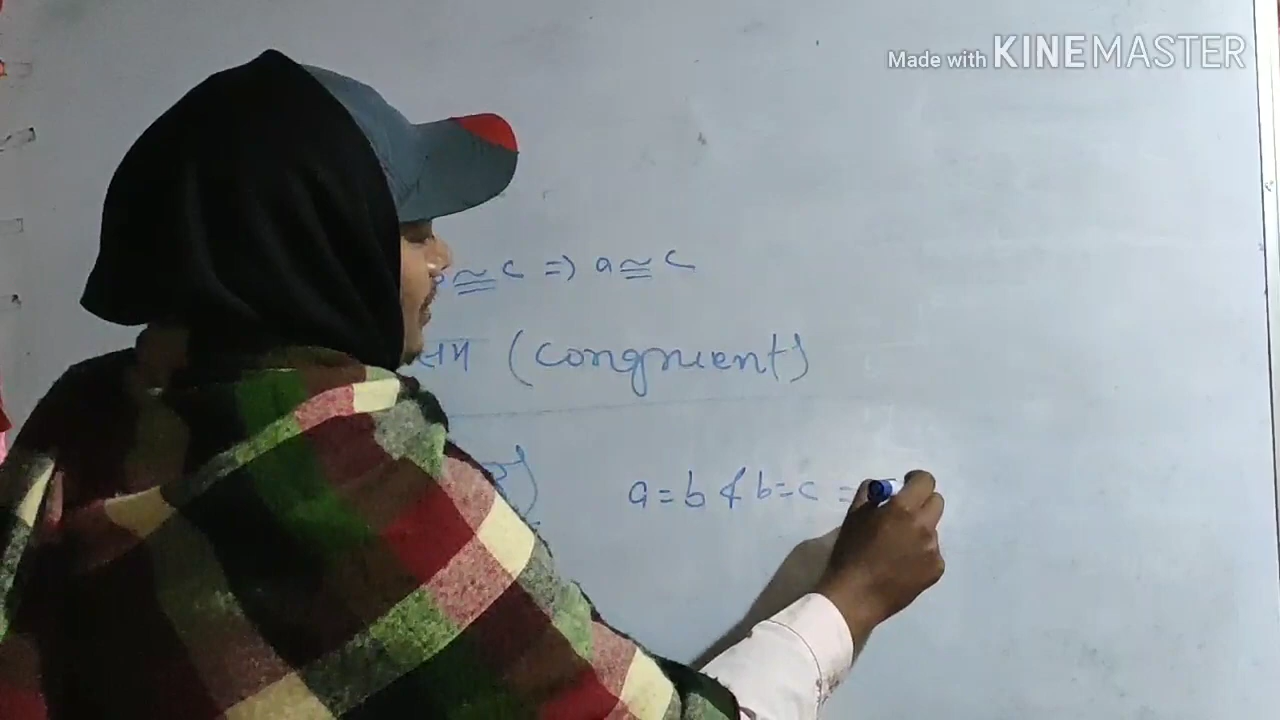 Made with KINEMASTER
≅ c ⇒ a ≅ c
(congruent)
a = b & b = c =